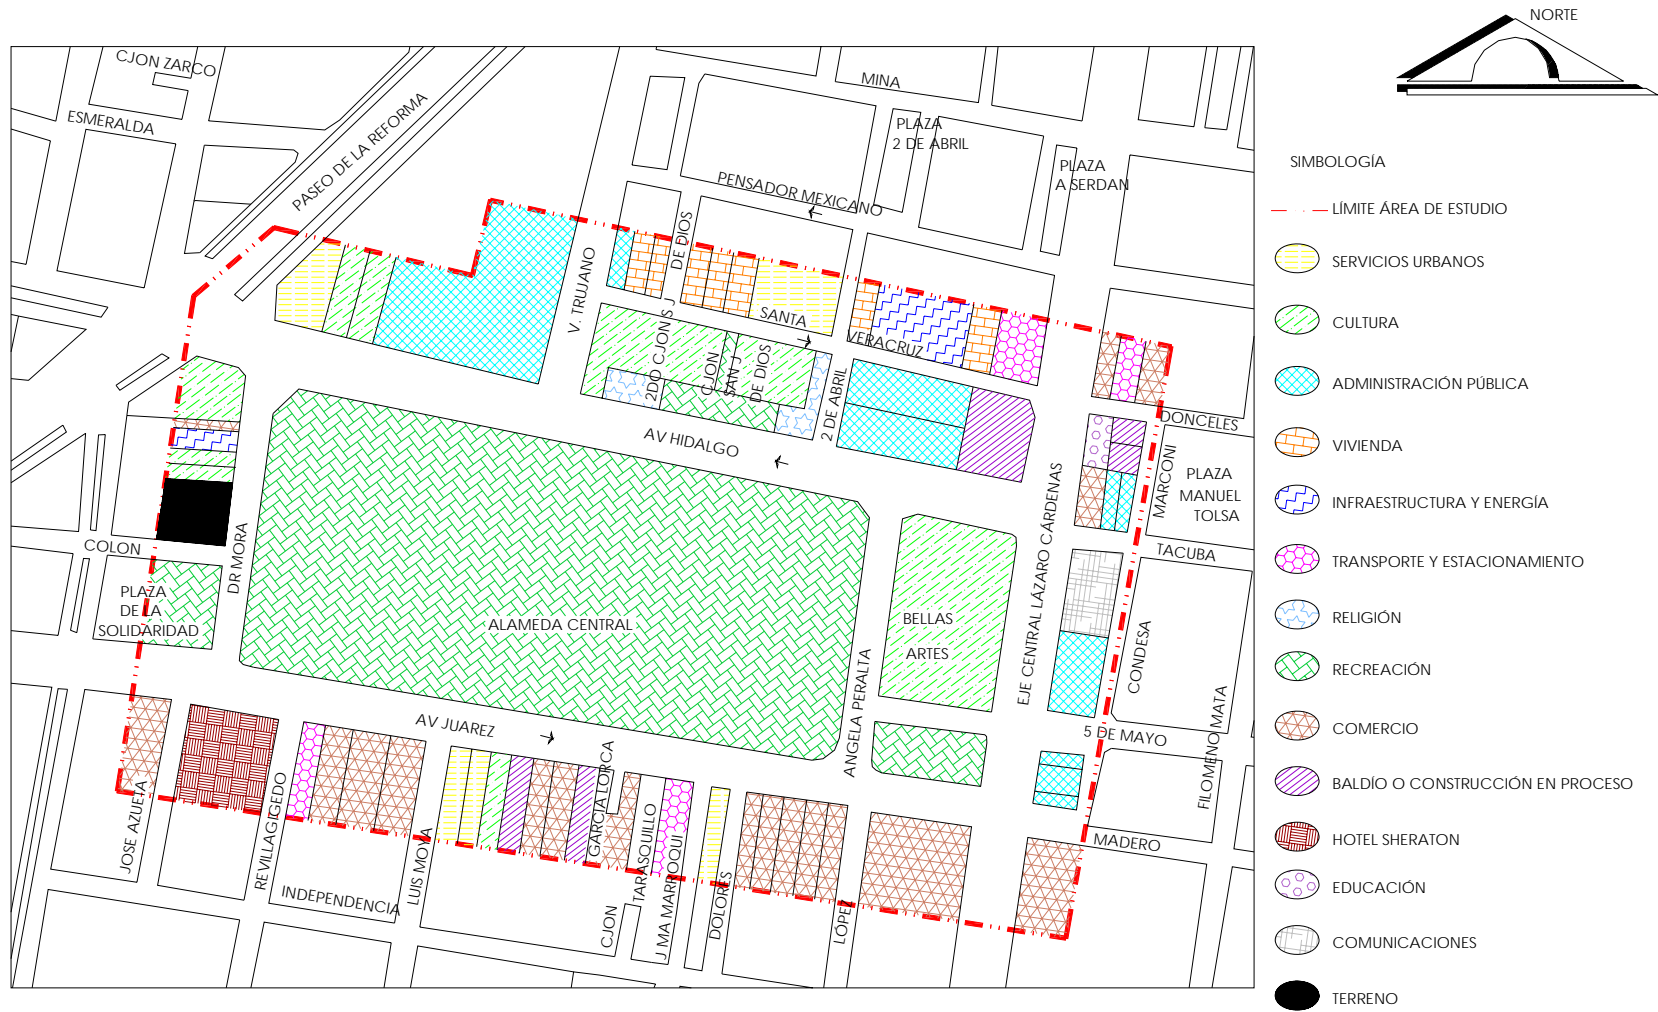 NORTE
CJON ZARCO
ESMERALDA
PASEO DE LA REFORMA
MINA
PLAZA
2 DE ABRIL
PLAZA
A SERDAN
PENSADOR MEXICANO
V. TRUJANO
DE DIOS
2DO CJON S J
SANTA
VERACRUZ
CJON
SAN J
DE DIOS
2 DE ABRIL
AV HIDALGO
DONCELES
MARCONI
PLAZA
MANUEL
TOLSA
TACUBA
EJE CENTRAL LÁZARO CÁRDENAS
COLON
DR MORA
PLAZA
DE LA
SOLIDARIDAD
ALAMEDA CENTRAL
BELLAS
ARTES
ANGELA PERALTA
CONDESA
FILOMENO MATA
5 DE MAYO
MADERO
AV JUAREZ
JOSE AZUETA
REVILLAGIGEDO
INDEPENDENCIA
LUIS MOYA
GARCIA LORCA
CJON
TARASQUILLO
J MA MARROQUI
DOLORES
LÓPEZ
SIMBOLOGÍA
LÍMITE ÁREA DE ESTUDIO
SERVICIOS URBANOS
CULTURA
ADMINISTRACIÓN PÚBLICA
VIVIENDA
INFRAESTRUCTURA Y ENERGÍA
TRANSPORTE Y ESTACIONAMIENTO
RELIGIÓN
RECREACIÓN
COMERCIO
BALDÍO O CONSTRUCCIÓN EN PROCESO
HOTEL SHERATON
EDUCACIÓN
COMUNICACIONES
TERRENO